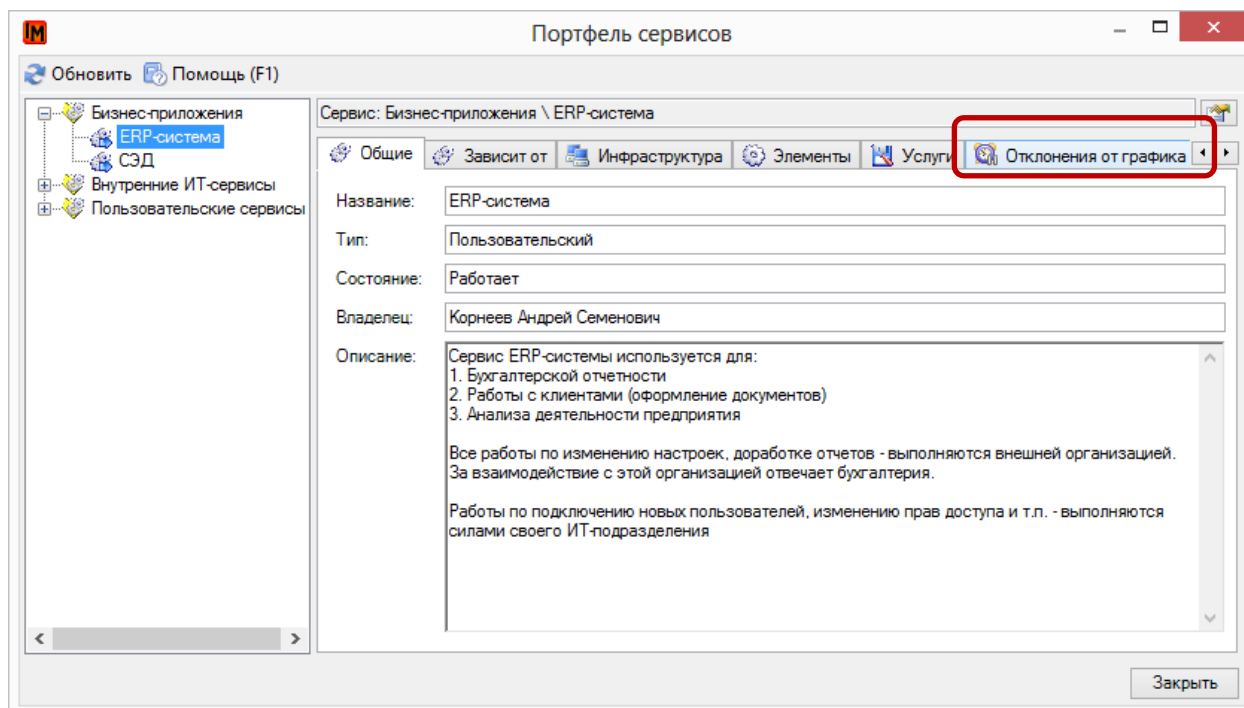 IM
Портфель сервисов
Обновить Помощь (F1)
Бизнес-приложения
ERP-система
СЭД
Внутренние ИТ-сервисы
Пользовательские сервисы
Сервис: Бизнес-приложения \ ERP-система
Общие Зависит от Инфраструктура Элементы Услуги Отклонения от графика
Название: ERP-система
Тип: Пользовательский
Состояние: Работает
Владелец: Корнеев Андрей Семенович
Описание: Сервис ERP-системы используется для:
1. Бухгалтерской отчетности
2. Работы с клиентами (оформление документов)
3. Анализа деятельности предприятия
Все работы по изменению настроек, доработке отчетов - выполняются внешней организацией.
За взаимодействие с этой организацией отвечает бухгалтерия.
Работы по подключению новых пользователей, изменению прав доступа и т.п. - выполняются
силами своего ИТ-подразделения
Закрыть